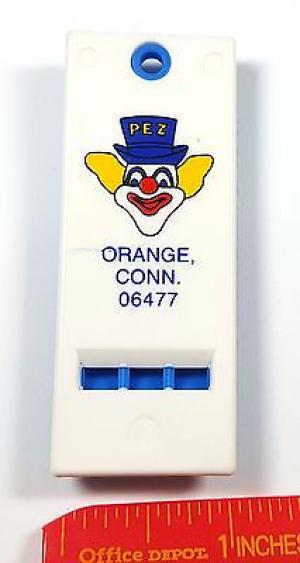 PEZ
ORANGE,
CONN.
06477
Office DEPOT. 1 INCHES